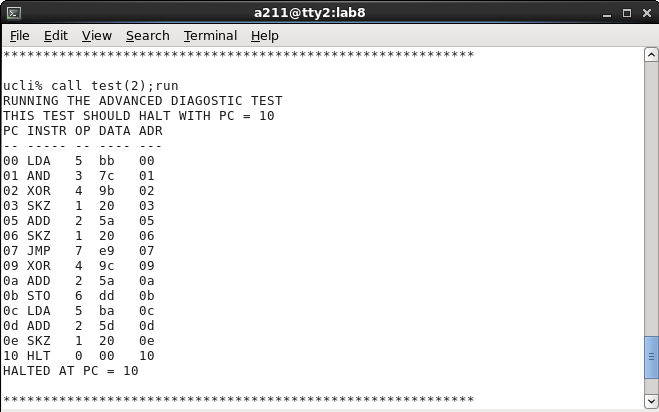 a211@tty2:lab8
File Edit View Search Terminal Help
***********************************************************
ucli% call test(2);run
RUNNING THE ADVANCED DIAGOSTIC TEST
THIS TEST SHOULD HALT WITH PC = 10
PC INSTR OP DATA ADR
-- ----- -- ---- ---
00 LDA   5  bb   00
01 AND   3  7c   01
02 XOR   4  9b   02
03 SKZ   1  20   03
05 ADD   2  5a   05
06 SKZ   1  20   06
07 JMP   7  e9   07
09 XOR   4  9c   09
0a ADD   2  5a   0a
0b STO   6  dd   0b
0c LDA   5  ba   0c
0d ADD   2  5d   0d
0e SKZ   1  20   0e
10 HLT   0  00   10
HALTED AT PC = 10
***********************************************************